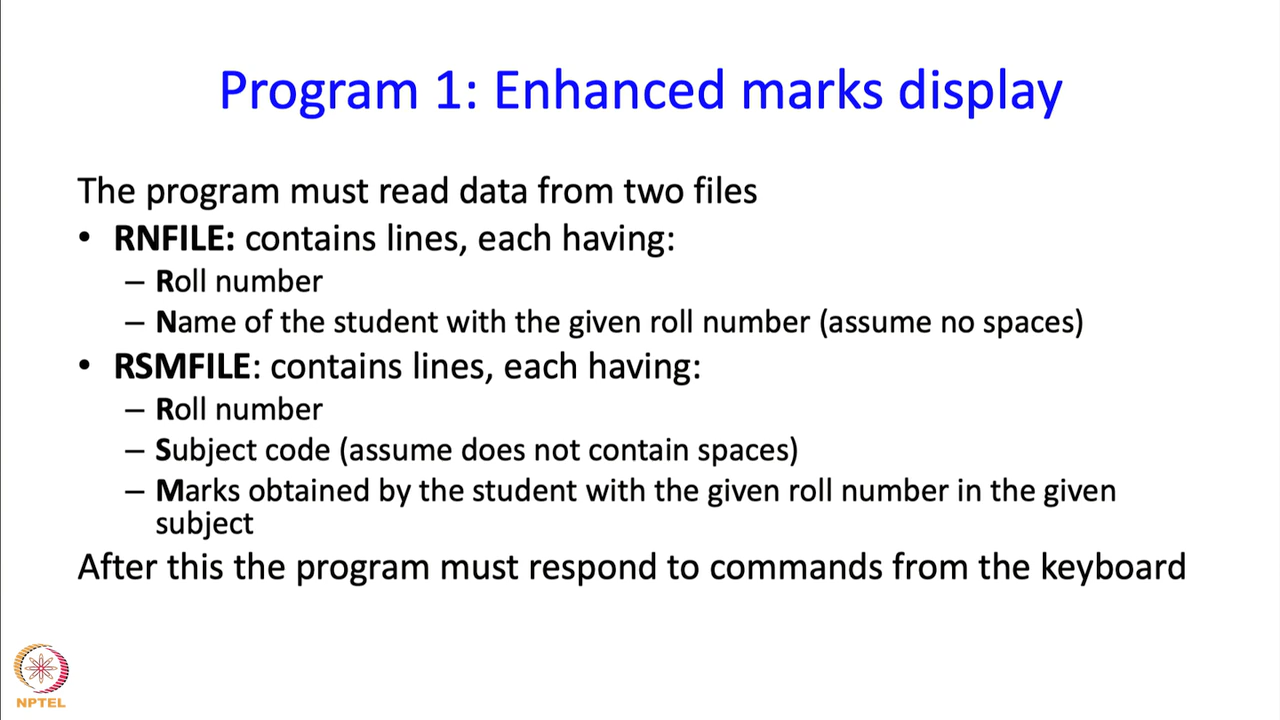 Program 1: Enhanced marks display
The program must read data from two files
• RNFILE: contains lines, each having:
– Roll number
– Name of the student with the given roll number (assume no spaces)
• RSMFILE: contains lines, each having:
– Roll number
– Subject code (assume does not contain spaces)
– Marks obtained by the student with the given roll number in the given
subject
After this the program must respond to commands from the keyboard
NPTEL